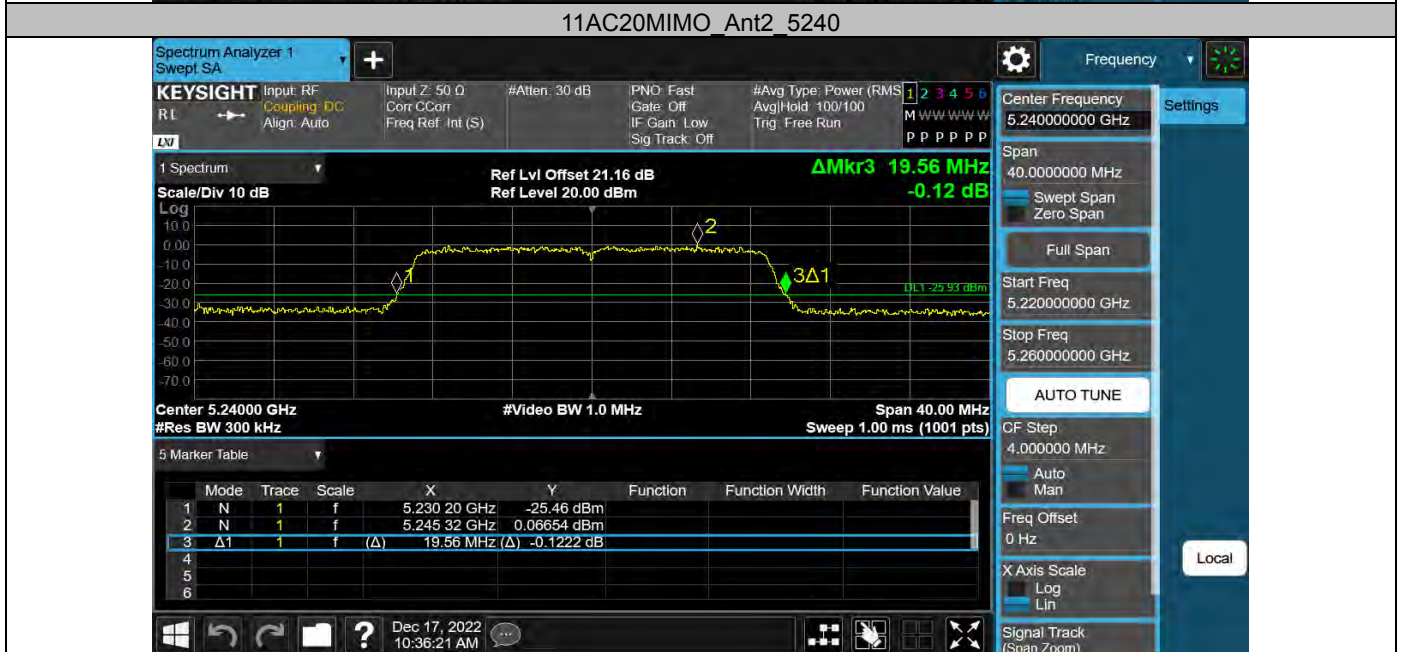 11AC20MIMO_Ant2_5240
Spectrum Analyzer 1
Swept SA
Frequency
KEYSIGHT Input: RF Input Z: 50 Ω #Atten: 30 dB PNO: Fast #Avg Type: Power (RMS 1 2 3 4 5 6
RL Coupling: DC Corr CCorr Gate: Off Avg|Hold: 100/100 M W W W W W
Align: Auto Freq Ref: Int (S) IF Gain: Low Trig: Free Run
LXI Sig Track: Off P P P P P P
Center Frequency
5.240000000 GHz
Settings
1 Spectrum
Ref Lvl Offset 21.16 dB
ΔMkr3 19.56 MHz
Scale/Div 10 dB
Ref Level 20.00 dBm
-0.12 dB
Span
40.0000000 MHz
Swept Span
Zero Span
Log
10.0
0.00
-10.0
-20.0
-30.0
-40.0
-50.0
-60.0
-70.0
1
2
3Δ1
DL1 -25.93 dBm
Full Span
Start Freq
5.220000000 GHz
Stop Freq
5.260000000 GHz
AUTO TUNE
Center 5.24000 GHz #Video BW 1.0 MHz Span 40.00 MHz
#Res BW 300 kHz Sweep 1.00 ms (1001 pts)
CF Step
4.000000 MHz
Auto
Man
5 Marker Table
Mode Trace Scale X Y Function Function Width Function Value
1 N 1 f 5.230 20 GHz -25.46 dBm
2 N 1 f 5.245 32 GHz 0.06654 dBm
3 Δ1 1 f (Δ) 19.56 MHz (Δ) -0.1222 dB
4
5
6
Freq Offset
0 Hz
X Axis Scale
Log
Lin
Local
Signal Track
(Span Zoom)
? Dec 17, 2022
10:36:21 AM